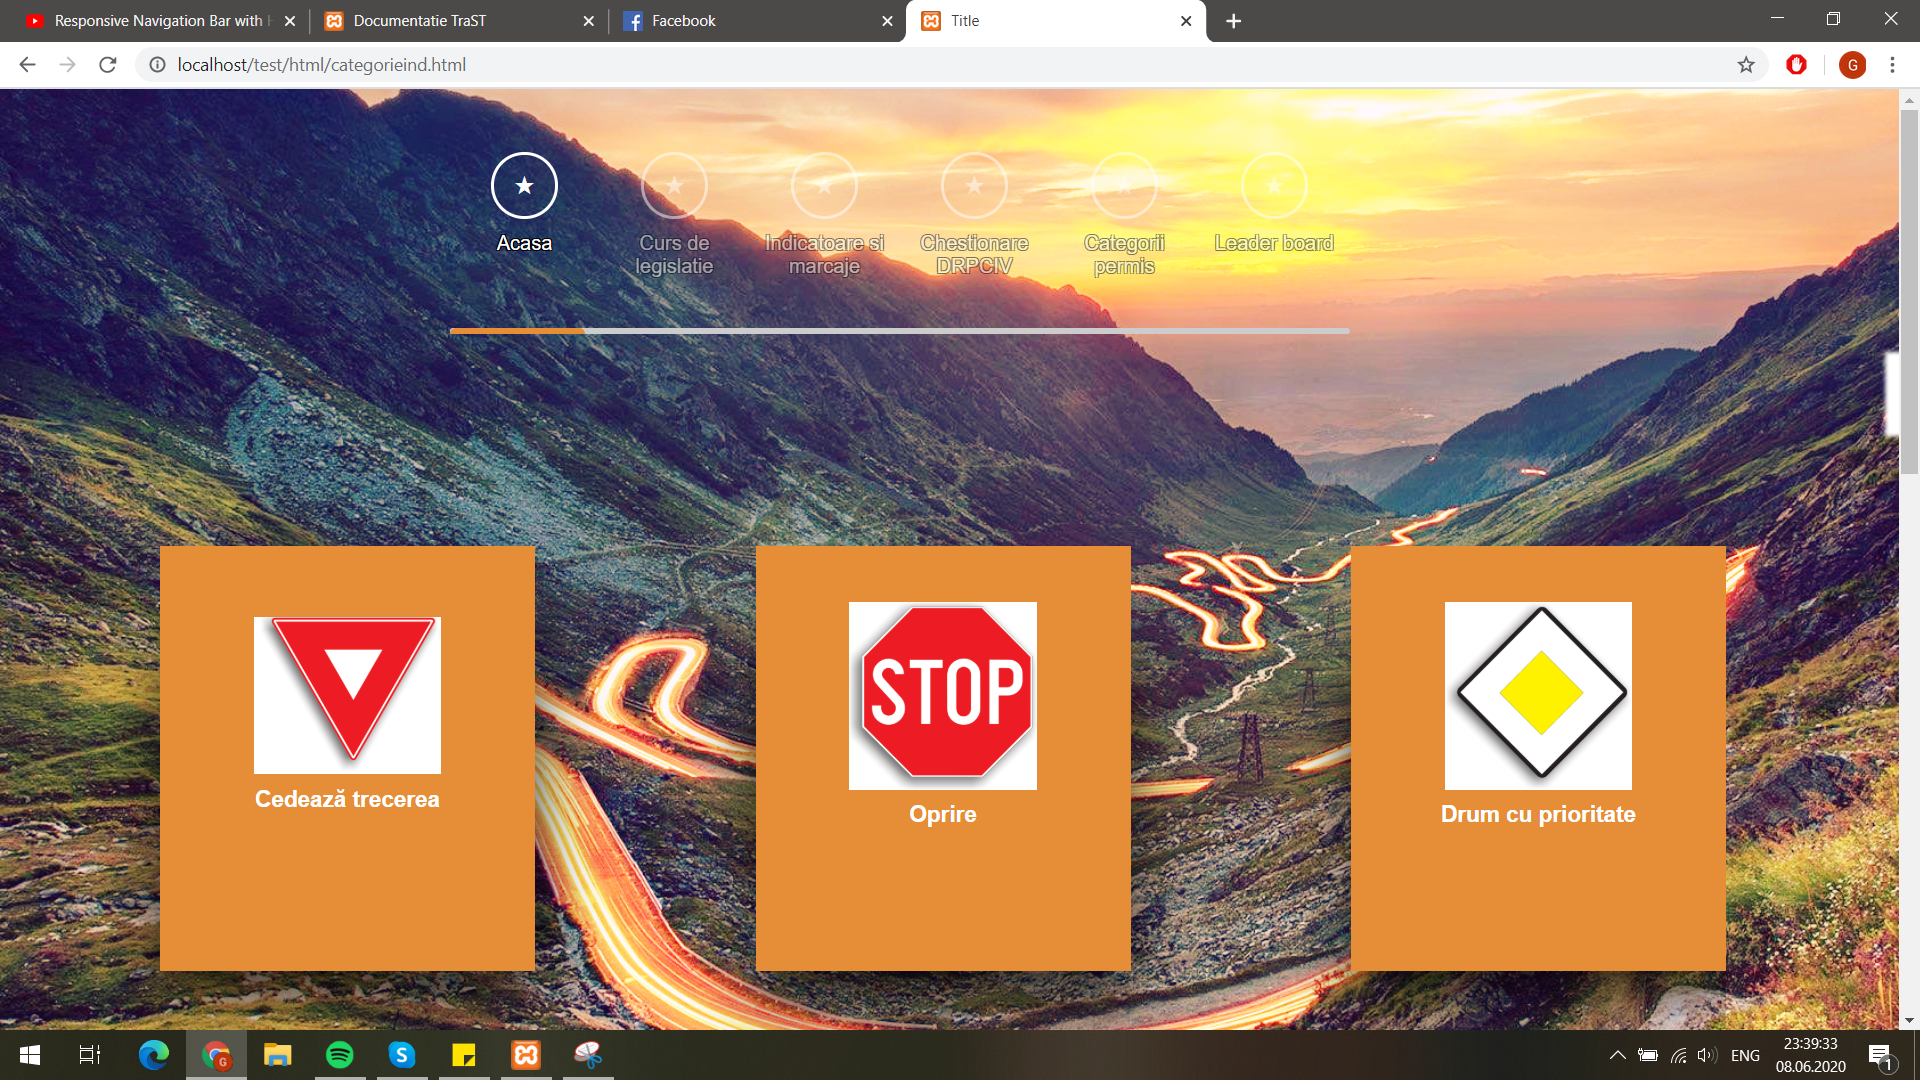 Responsive Navigation Bar with
Documentatie TraST
Facebook
Title
localhost/test/html/categorieind.html
G
Acasa
Curs de
legislatie
Indicatoare si
marcaje
Chestionare
DRPCIV
Categorii
permis
Leader board
Cedează trecerea
STOP
Oprire
Drum cu prioritate
G
S
ENG
23:39:33
08.06.2020
1